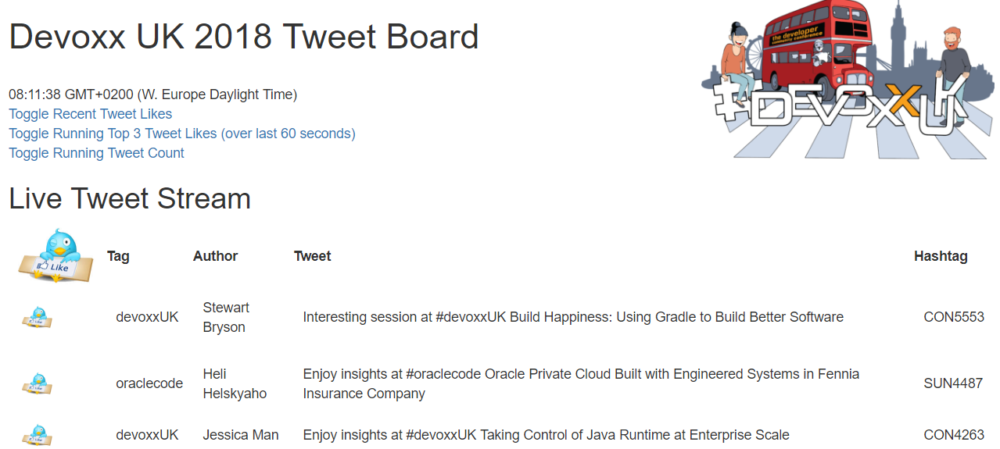 Devoxx UK 2018 Tweet Board
the developer
community conference
#DEVOXXUK
08:11:38 GMT+0200 (W. Europe Daylight Time)
Toggle Recent Tweet Likes
Toggle Running Top 3 Tweet Likes (over last 60 seconds)
Toggle Running Tweet Count
Live Tweet Stream
Like Tag Author Tweet Hashtag
Like devoxxUK Stewart Bryson Interesting session at #devoxxUK Build Happiness: Using Gradle to Build Better Software CON5553
Like oraclecode Heli Helskyaho Enjoy insights at #oraclecode Oracle Private Cloud Built with Engineered Systems in Fennia Insurance Company SUN4487
Like devoxxUK Jessica Man Enjoy insights at #devoxxUK Taking Control of Java Runtime at Enterprise Scale CON4263